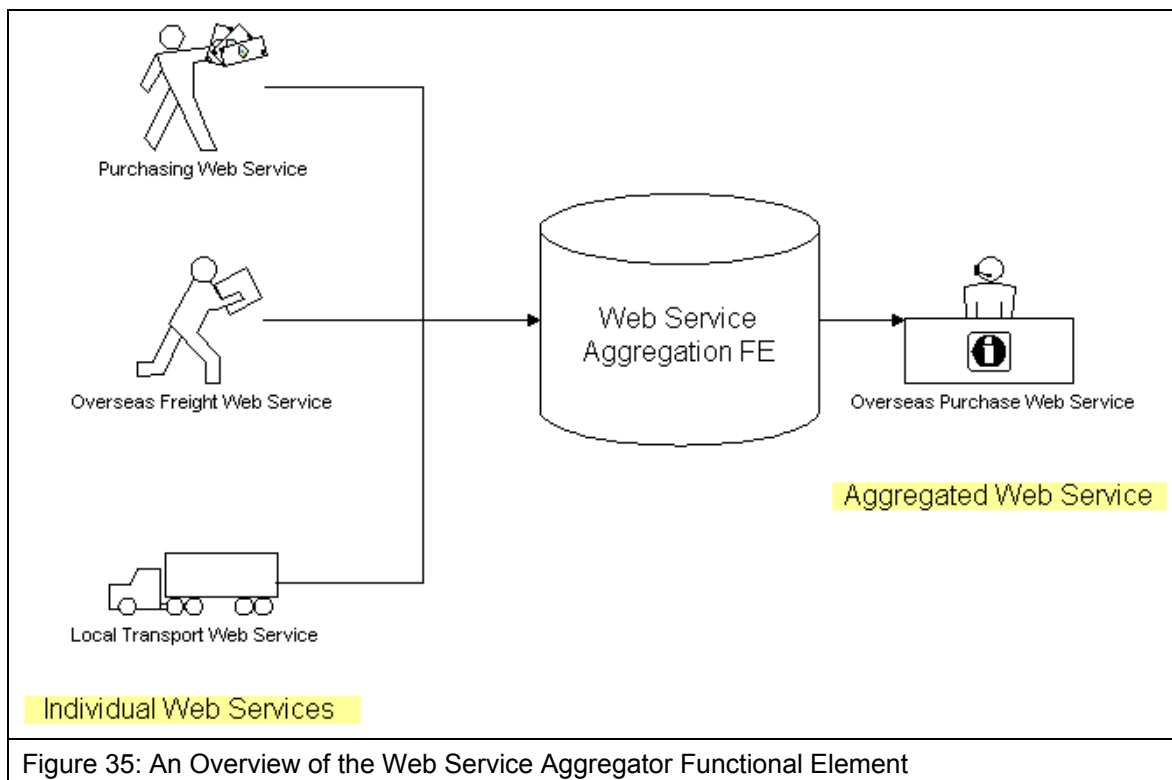 Purchasing Web Service
Overseas Freight Web Service
Local Transport Web Service
Individual Web Services
Web Service
Aggregation FE
Overseas Purchase Web Service
Aggregated Web Service
Figure 35: An Overview of the Web Service Aggregator Functional Element